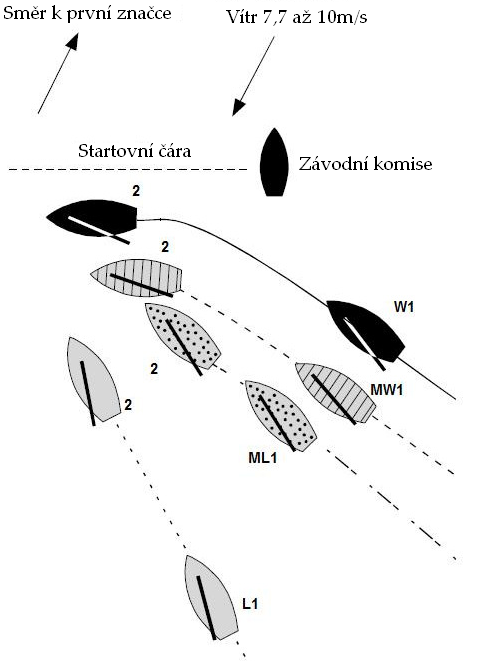 Směr k první značce
Vítr 7,7 až 10m/s
Startovní čára
Závodní komise
2
2
W1
2
MW1
2
ML1
L1